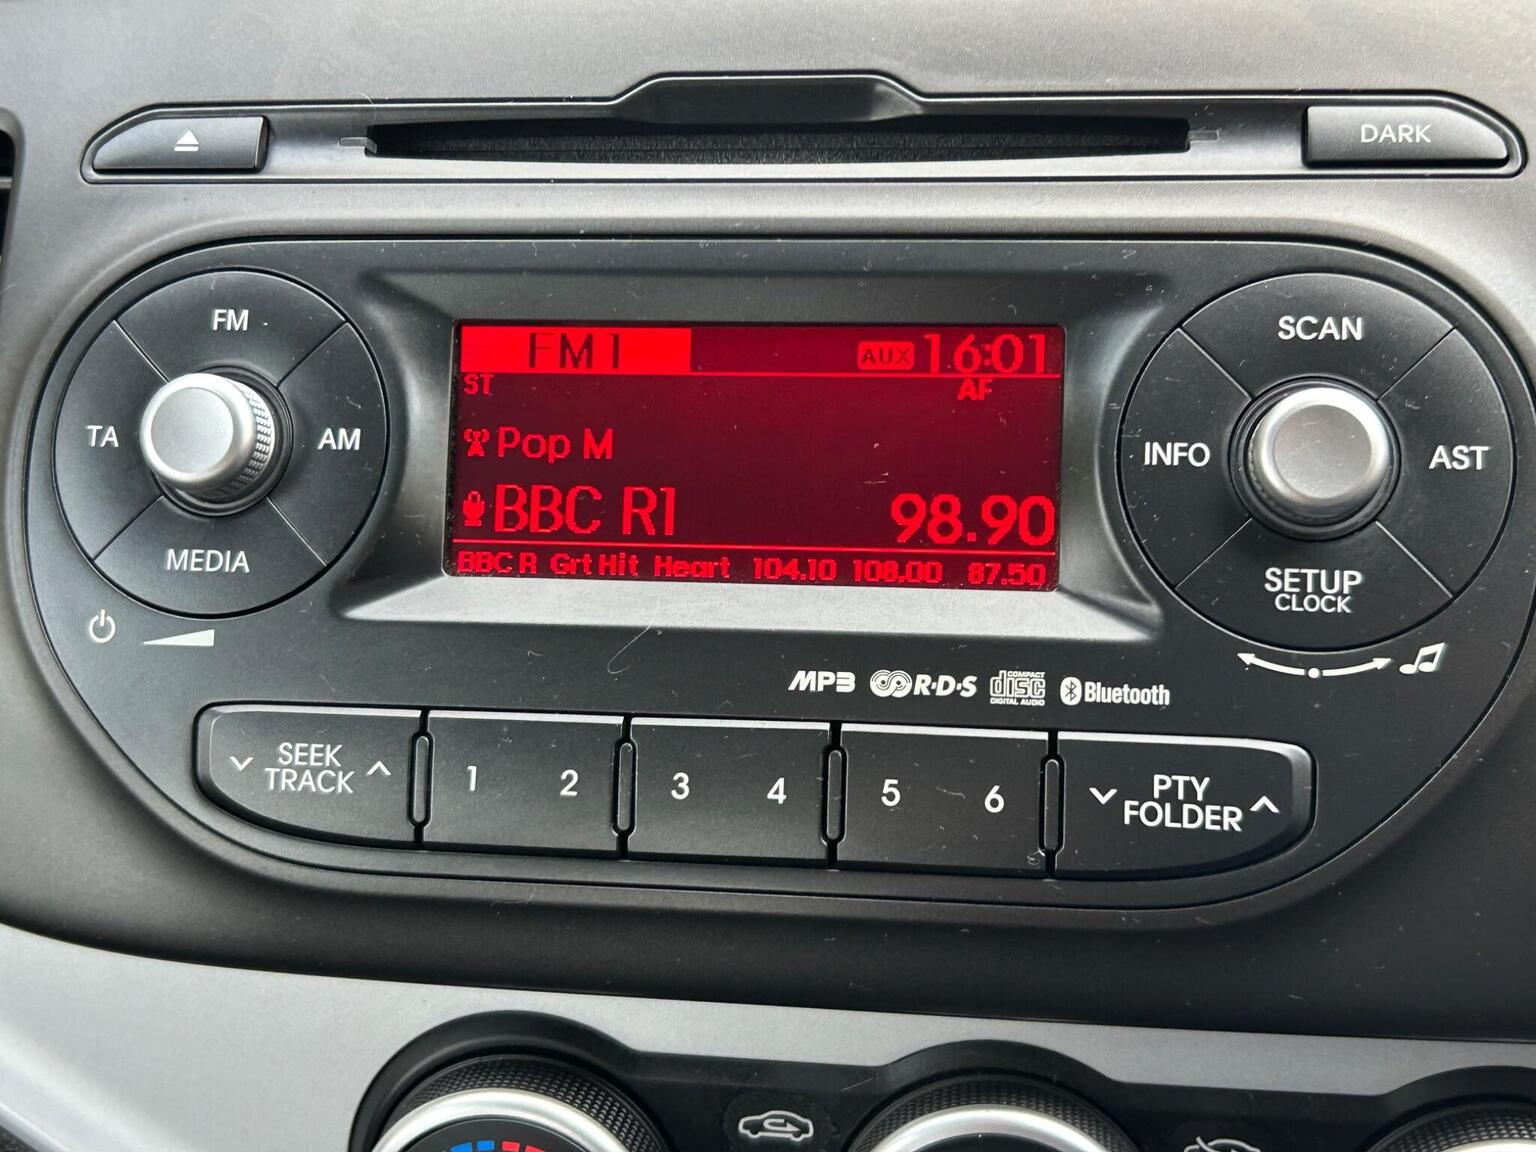 DARK
FM
TA
AM
MEDIA
FM1 AUX 16:01
ST AF
Pop M
BBC R1 98.90
BBC R Grt Hit Heart 104.10 108.00 87.50
SCAN
INFO
AST
SETUP
CLOCK
MP3 R·D·S COMPACT disc DIGITAL AUDIO Bluetooth
SEEK
TRACK
1 2 3 4 5 6
PTY
FOLDER